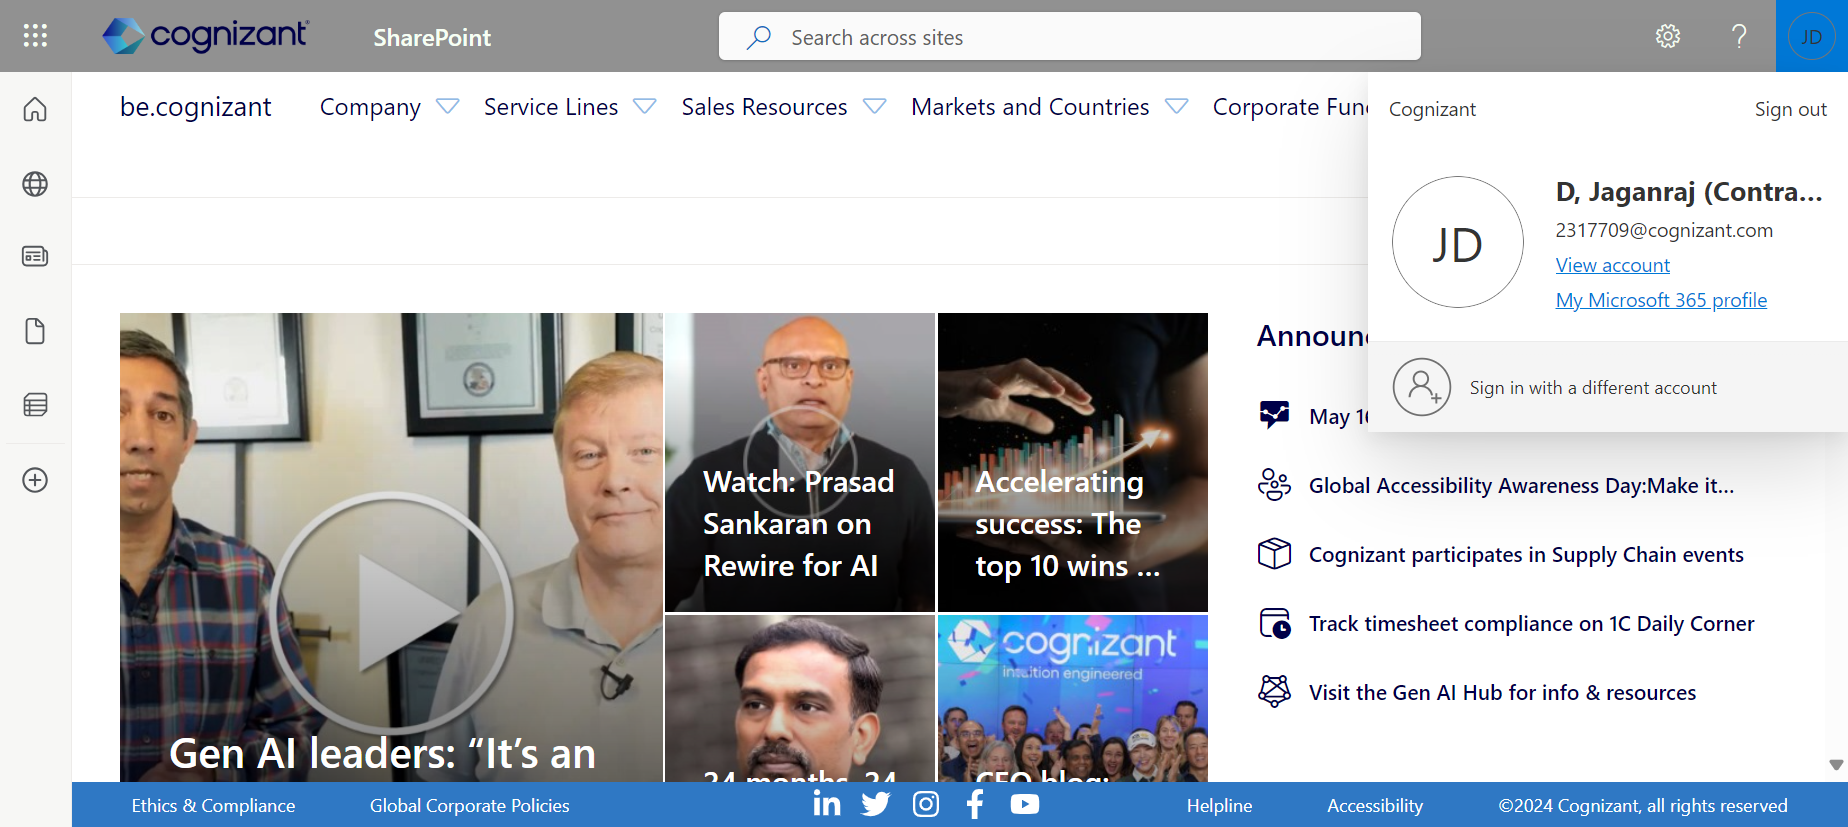 cognizant
SharePoint
Search across sites
JD
be.cognizant
Company
Service Lines
Sales Resources
Markets and Countries
Corporate Func
Cognizant
Sign out
JD
D, Jaganraj (Contra...
2317709@cognizant.com
View account
My Microsoft 365 profile
Sign in with a different account
Gen AI leaders: “It’s an
Watch: Prasad
Sankaran on
Rewire for AI
Accelerating
success: The
top 10 wins ...
24 months, 24
cognizant
intuition engineered
CEO blog:
Announ
May 16
Global Accessibility Awareness Day:Make it...
Cognizant participates in Supply Chain events
Track timesheet compliance on 1C Daily Corner
Visit the Gen AI Hub for info & resources
Ethics & Compliance
Global Corporate Policies
Helpline
Accessibility
©2024 Cognizant, all rights reserved